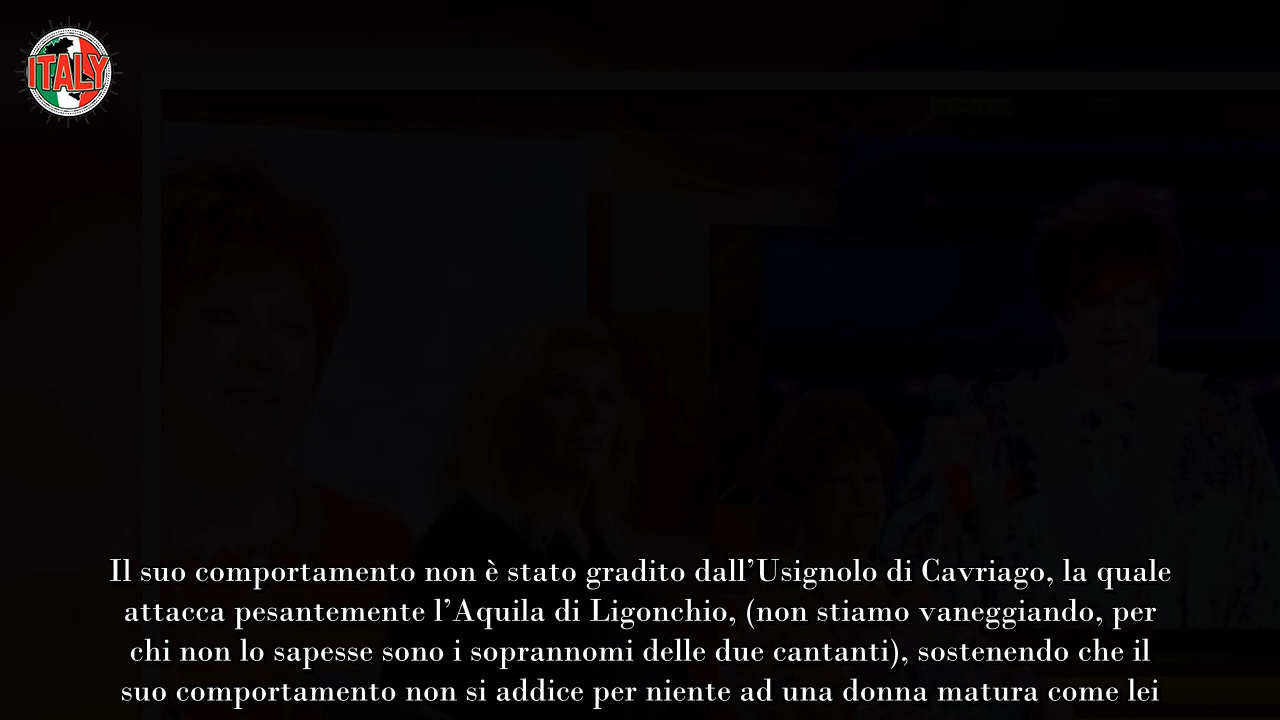 ITALY
Il suo comportamento non è stato gradito dall’Usignolo di Cavriago, la quale
attacca pesantemente l’Aquila di Ligonchio, (non stiamo vaneggiando, per
chi non lo sapesse sono i soprannomi delle due cantanti), sostenendo che il
suo comportamento non si addice per niente ad una donna matura come lei